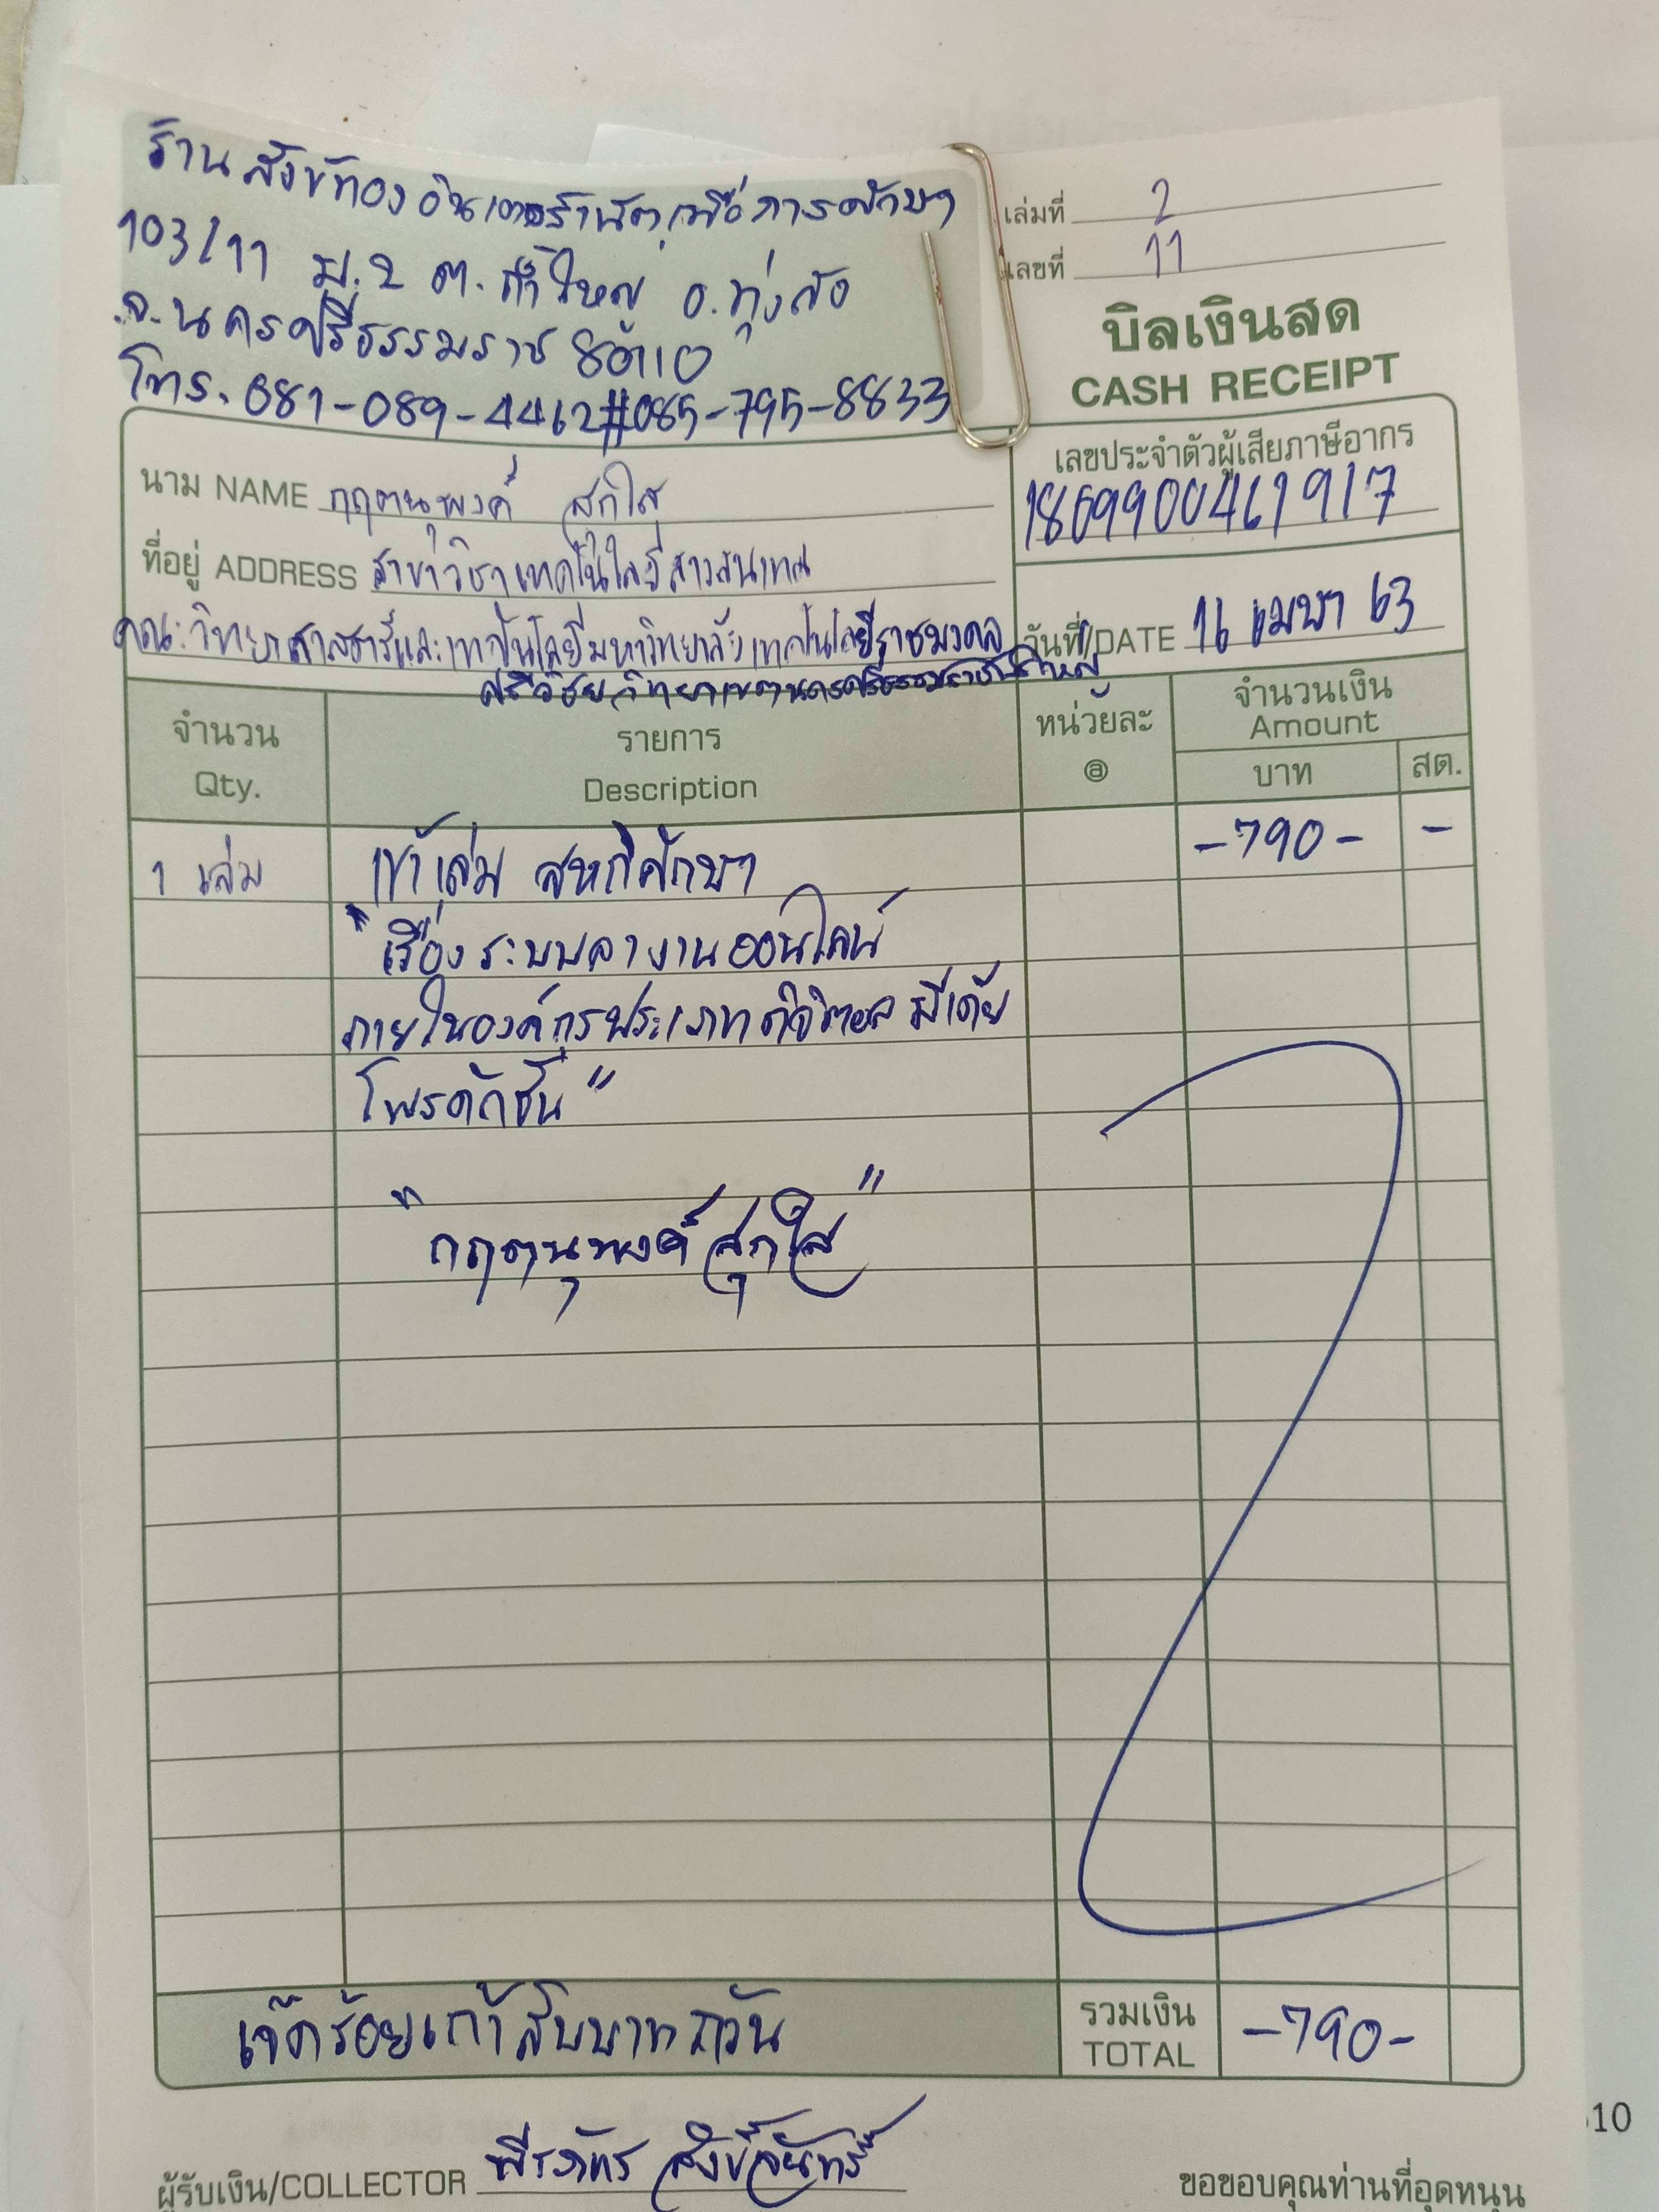 ร้านสังข์ทองอินเตอร์เน็ตเพื่อการศึกษา
103/11 ม.2 ต.ถ้ำใหญ่ อ.ทุ่งสง
จ.นครศรีธรรมราช 80110
โทร. 081-089-4462#085-795-8833
เล่มที่ 2
เลขที่ 11
บิลเงินสด
CASH RECEIPT
นาม NAME กฤตนุพงศ์ สุกใส
เลขประจำตัวผู้เสียภาษีอากร
1809900461917
ที่อยู่ ADDRESS สาขาวิชาเทคโนโลยีสารสนเทศ
คณะวิทยาศาสตร์และเทคโนโลยีมหาวิทยาลัยเทคโนโลยีราชมงคล
ศรีวิชัย วิทยาเขตนครศรีธรรมราช
วันที่/DATE 16 เมษา 63
จำนวน
Qty.
รายการ
Description
หน่วยละ
@
จำนวนเงิน
Amount
บาท
สต.
1 เล่ม เข้าเล่ม สหกิจศึกษา -790- -
"เรื่องระบบลางานออนไลน์
ภายในองค์กรประเภทดิจิตอล มีเดีย
โพรดักชั่น"
"กฤตนุพงศ์ สุกใส"
เจ็ดร้อยเก้าสิบบาทถ้วน
รวมเงิน
TOTAL
-790-
10
ผู้รับเงิน/COLLECTOR พีรภัทร สังข์จันทร์
ขอขอบคุณท่านที่อุดหนุน